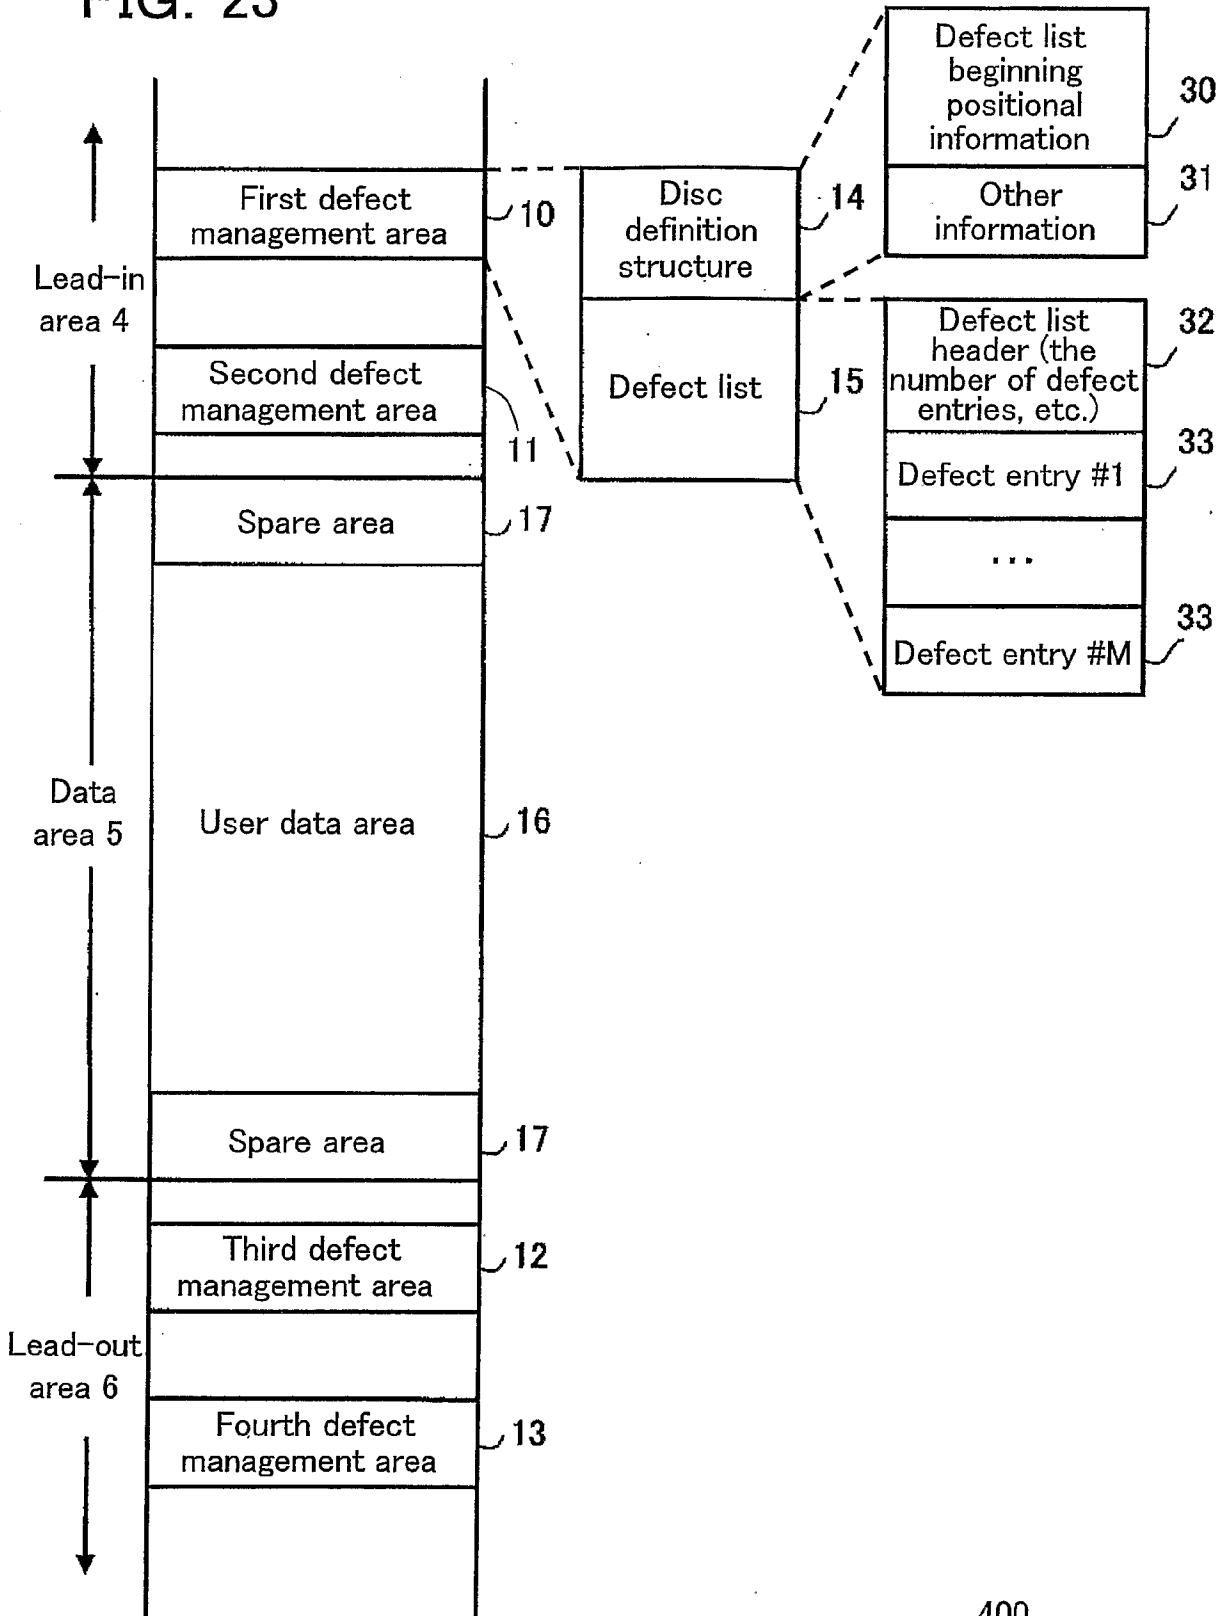 FIG. 23
Defect list
beginning
positional
information
30
Other
information
31
Disc
definition
structure
14
Defect list
15
Defect list
header (the
number of defect
entries, etc.)
32
Defect entry #1
33
...
Defect entry #M
33
Lead-in
area 4
First defect
management area
10
Second defect
management area
11
Data
area 5
Spare area
17
User data area
16
Spare area
17
Lead-out
area 6
Third defect
management area
12
Fourth defect
management area
13
400